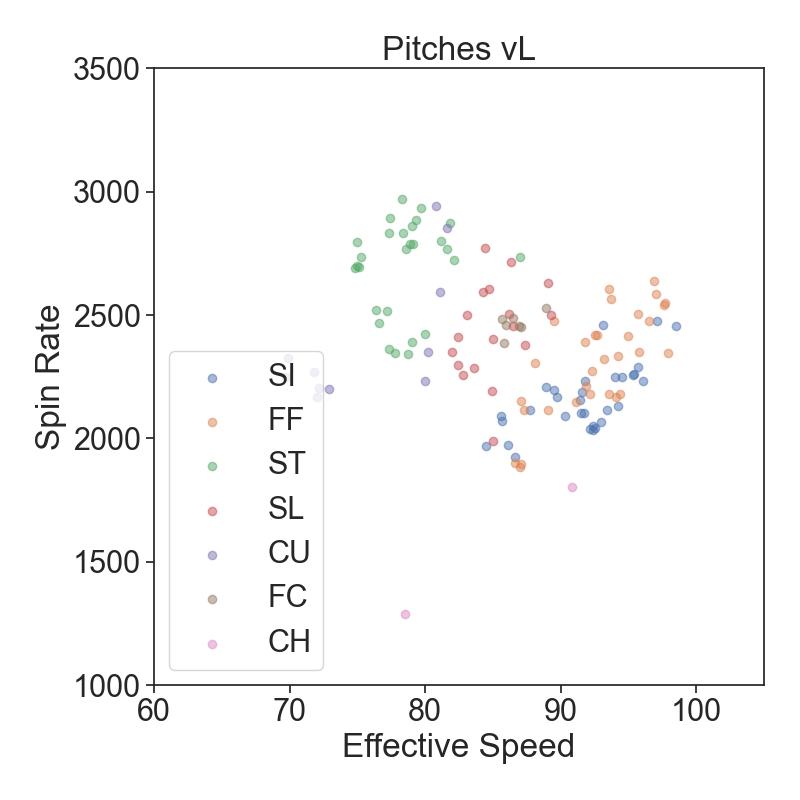 Pitches vL
3500
3000
2500
2000
1500
1000
Spin Rate
SI
FF
ST
SL
CU
FC
CH
60 70 80 90 100
Effective Speed